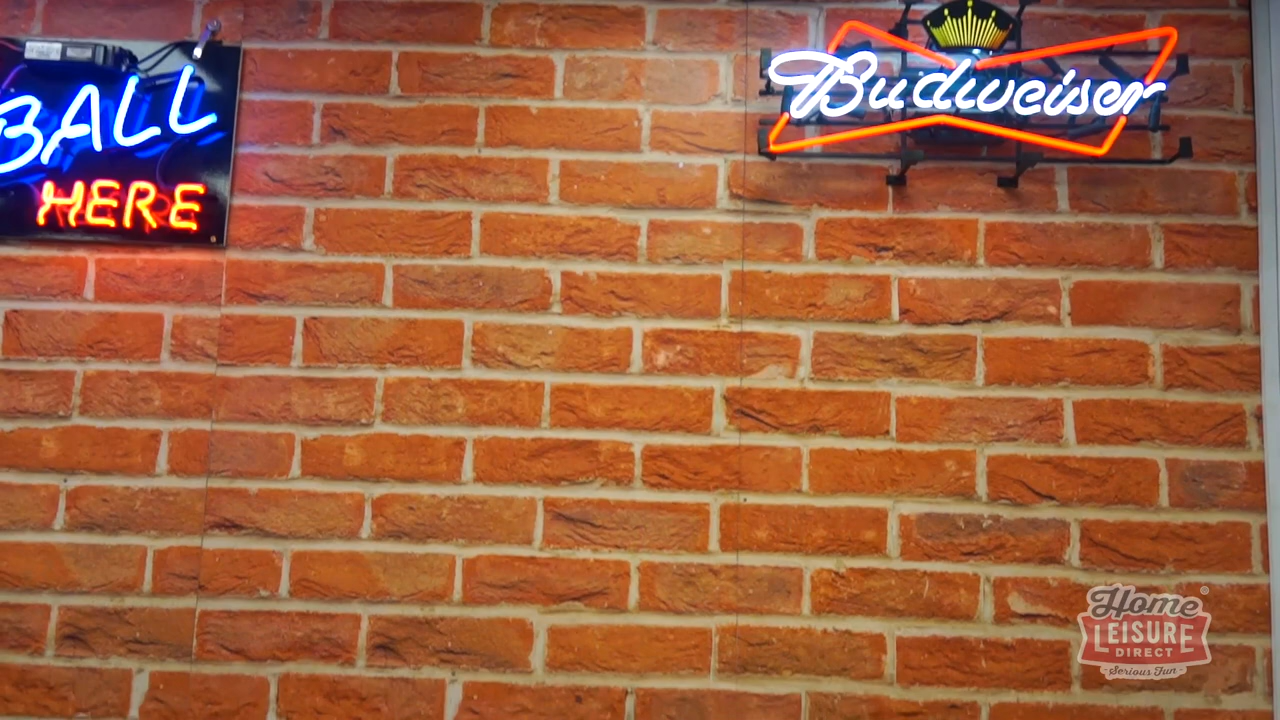 BALL
HERE
Budweiser
Home
LEISURE
DIRECT
Serious Fun